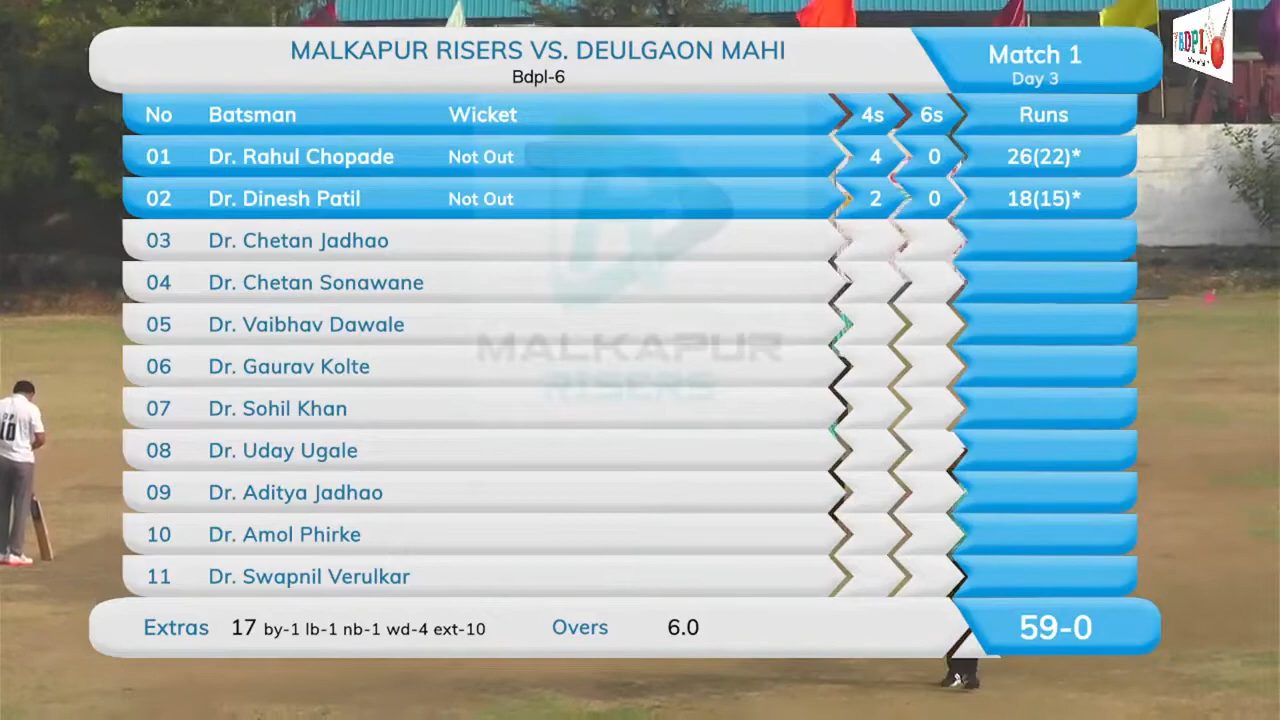 MALKAPUR RISERS VS. DEULGAON MAHI
Bdpl-6
Match 1
Day 3
BDPL
No Batsman Wicket 4s 6s Runs
01 Dr. Rahul Chopade Not Out 4 0 26(22)*
02 Dr. Dinesh Patil Not Out 2 0 18(15)*
03 Dr. Chetan Jadhao
04 Dr. Chetan Sonawane
05 Dr. Vaibhav Dawale
06 Dr. Gaurav Kolte
07 Dr. Sohil Khan
08 Dr. Uday Ugale
09 Dr. Aditya Jadhao
10 Dr. Amol Phirke
11 Dr. Swapnil Verulkar
MALKAPUR
RISERS
10
Extras 17 by-1 lb-1 nb-1 wd-4 ext-10 Overs 6.0 59-0